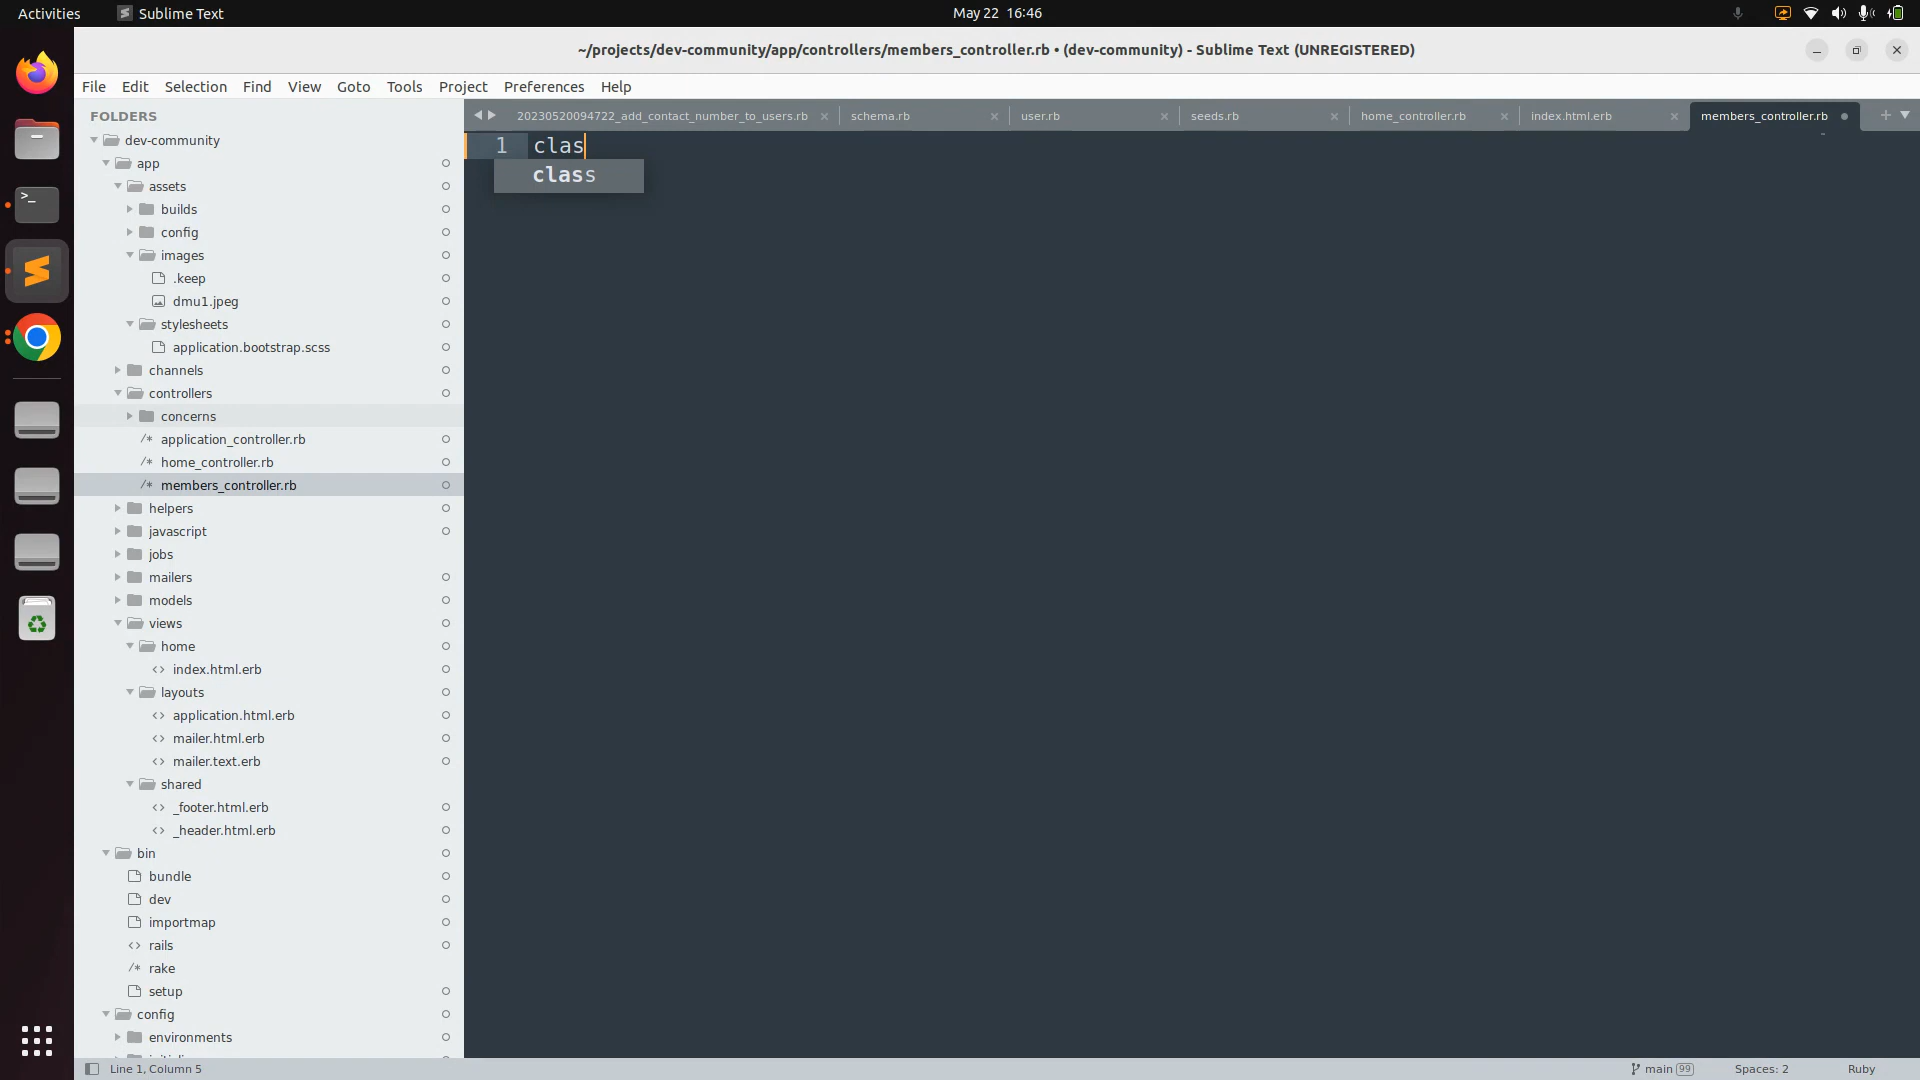 Activities
Sublime Text
May 22 16:46
~/projects/dev-community/app/controllers/members_controller.rb • (dev-community) - Sublime Text (UNREGISTERED)
File Edit Selection Find View Goto Tools Project Preferences Help
FOLDERS
dev-community
app
assets
builds
config
images
.keep
dmu1.jpeg
stylesheets
application.bootstrap.scss
channels
controllers
concerns
/* application_controller.rb
/* home_controller.rb
/* members_controller.rb
helpers
javascript
jobs
mailers
models
views
home
<> index.html.erb
layouts
<> application.html.erb
<> mailer.html.erb
<> mailer.text.erb
shared
<> _footer.html.erb
<> _header.html.erb
bin
bundle
dev
importmap
<> rails
/* rake
setup
config
environments
20230520094722_add_contact_number_to_users.rb
schema.rb
user.rb
seeds.rb
home_controller.rb
index.html.erb
members_controller.rb
1 clas
class
Line 1, Column 5
main 99
Spaces: 2
Ruby